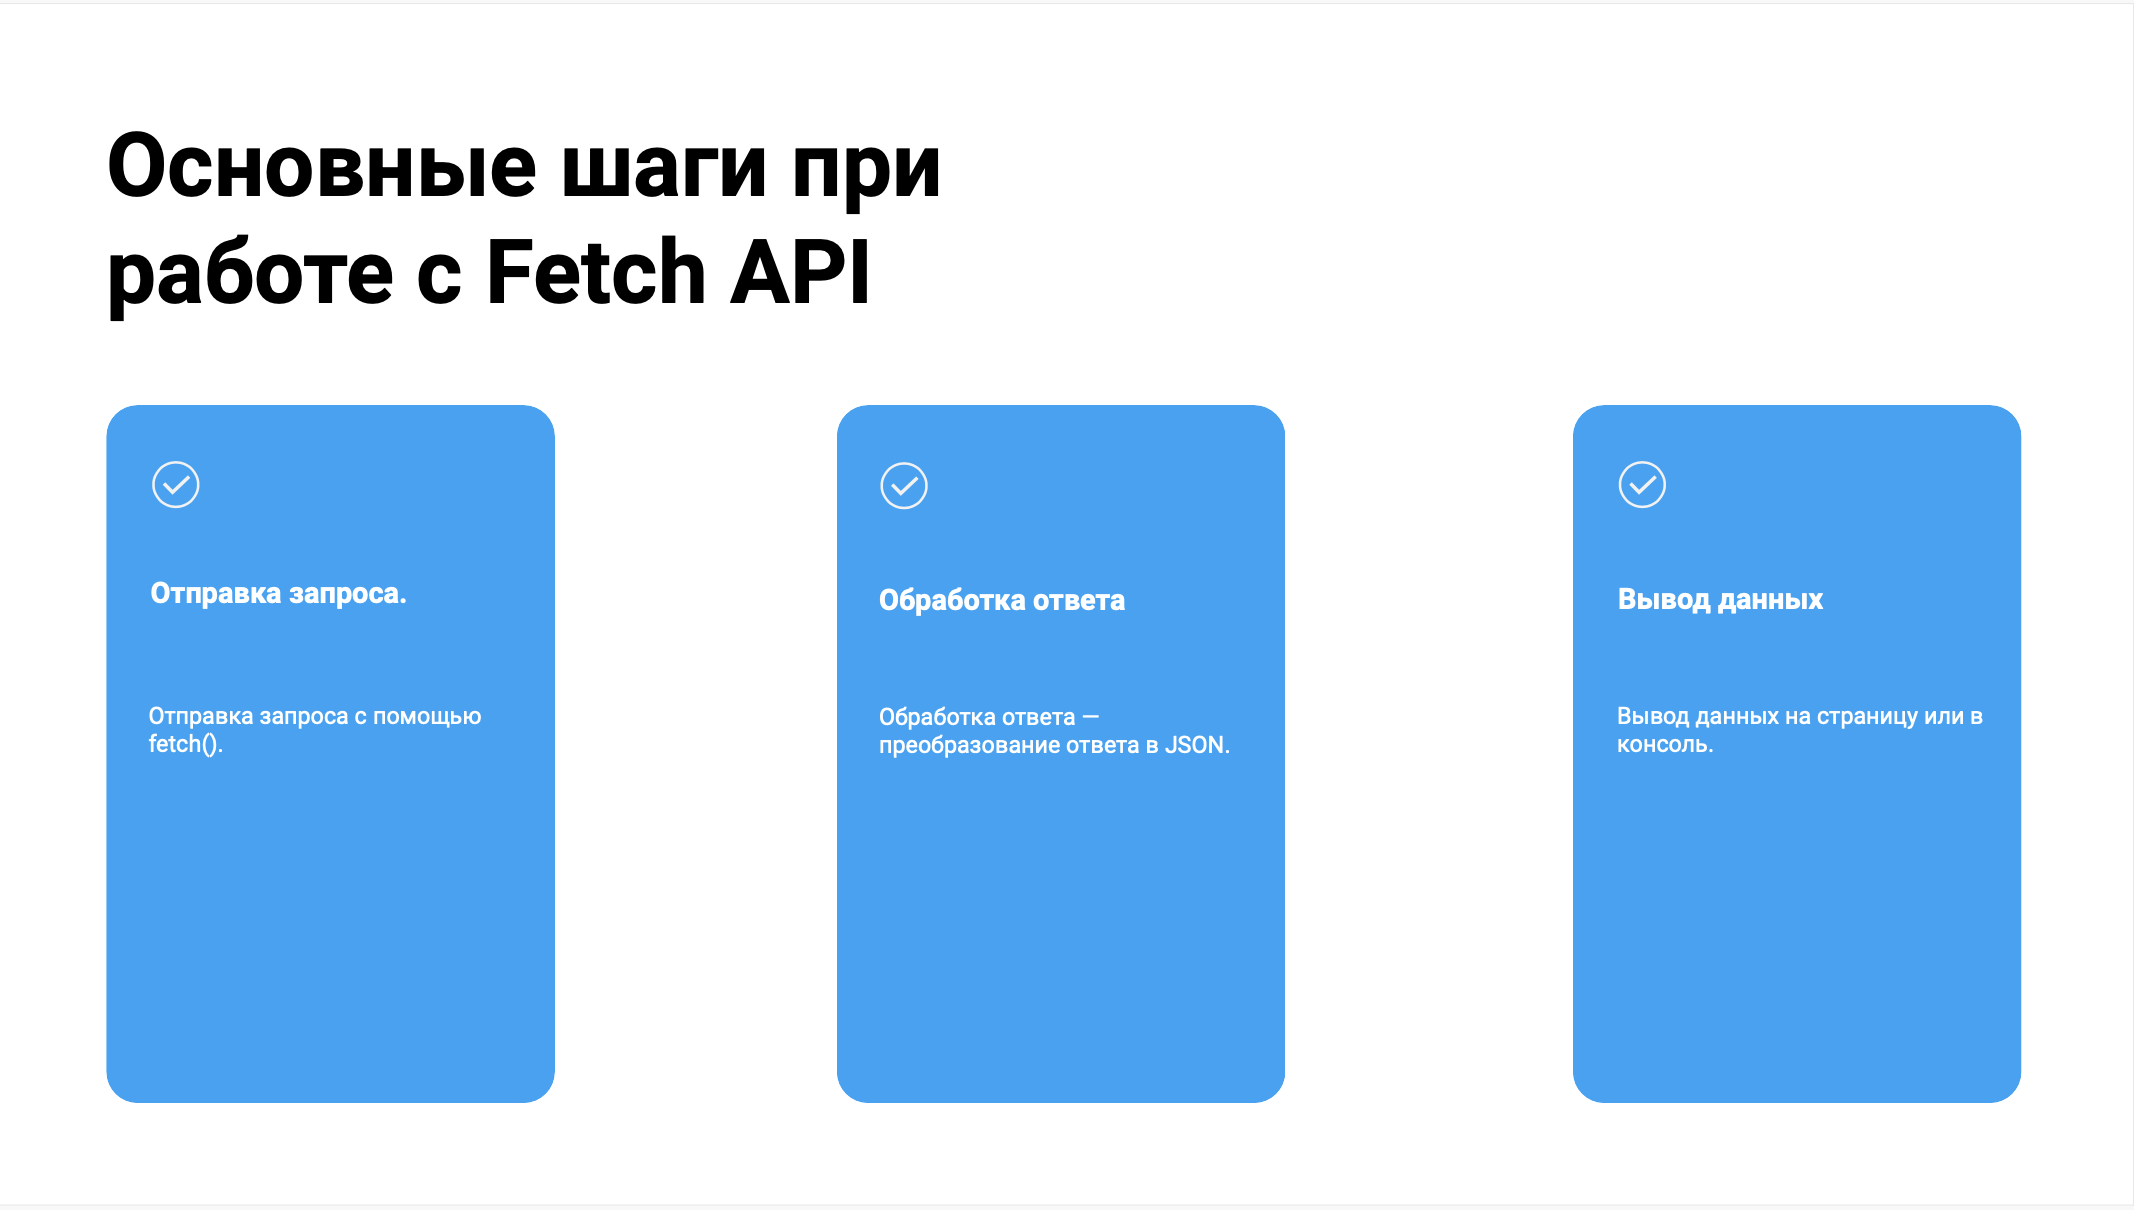 Основные шаги при
работе с Fetch API
Отправка запроса.
Отправка запроса с помощью
fetch().
Обработка ответа
Обработка ответа —
преобразование ответа в JSON.
Вывод данных
Вывод данных на страницу или в
консоль.